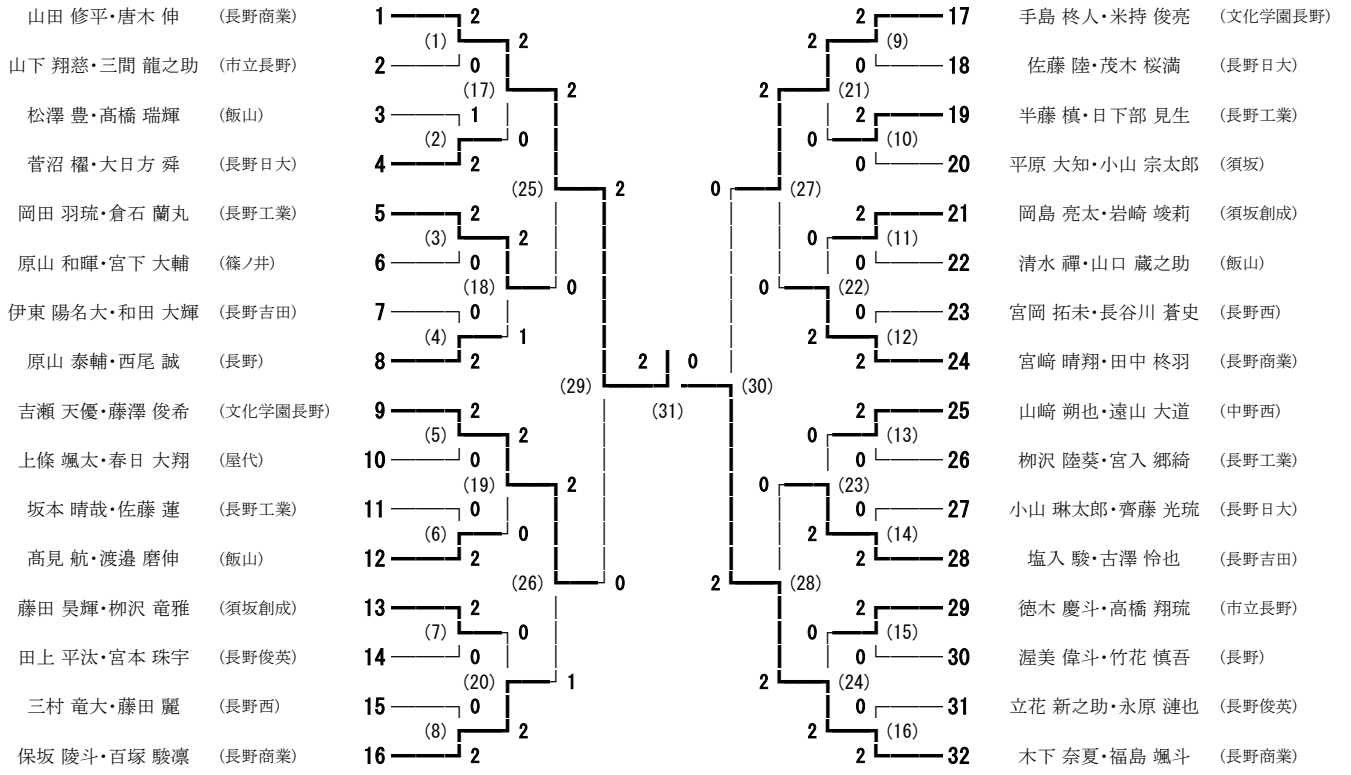 山田 修平・唐木 伸 (長野商業) 1 2 2 17 手島 柊人・米持 俊亮 (文化学園長野)
(1) 2 2 (9)
山下 翔慈・三間 龍之助 (市立長野) 2 0 0 18 佐藤 陸・茂木 桜満 (長野日大)
(17) 2 2 (21)
松澤 豊・髙橋 瑞輝 (飯山) 3 1 2 19 半藤 槙・日下部 見生 (長野工業)
(2) 0 0 (10)
菅沼 櫂・大日方 舜 (長野日大) 4 2 0 20 平原 大知・小山 宗太郎 (須坂)
(25) 2 0 (27)
岡田 羽琉・倉石 蘭丸 (長野工業) 5 2 2 21 岡島 亮太・岩崎 竣莉 (須坂創成)
(3) 2 0 (11)
原山 和暉・宮下 大輔 (篠ノ井) 6 0 0 22 清水 禪・山口 蔵之助 (飯山)
(18) 0 0 (22)
伊東 陽名大・和田 大輝 (長野吉田) 7 0 0 23 宮岡 拓未・長谷川 蒼史 (長野西)
(4) 1 2 (12)
原山 泰輔・西尾 誠 (長野) 8 2 2 0 2 24 宮﨑 晴翔・田中 柊羽 (長野商業)
(29) (30)
吉瀬 天優・藤澤 俊希 (文化学園長野) 9 2 (31) 2 25 山﨑 朔也・遠山 大道 (中野西)
(5) 2 0 (13)
上條 颯太・春日 大翔 (屋代) 10 0 0 26 栁沢 陸葵・宮入 郷綺 (長野工業)
(19) 2 0 (23)
坂本 晴哉・佐藤 蓮 (長野工業) 11 0 0 27 小山 琳太郎・齊藤 光琉 (長野日大)
(6) 0 2 (14)
髙見 航・渡邉 磨伸 (飯山) 12 2 2 28 塩入 駿・古澤 怜也 (長野吉田)
(26) 0 2 (28)
藤田 昊輝・栁沢 竜雅 (須坂創成) 13 2 2 29 徳木 慶斗・高橋 翔琉 (市立長野)
(7) 0 0 (15)
田上 平汰・宮本 珠宇 (長野俊英) 14 0 0 30 渥美 偉斗・竹花 慎吾 (長野)
(20) 1 2 (24)
三村 竜大・藤田 麗 (長野西) 15 0 0 31 立花 新之助・永原 漣也 (長野俊英)
(8) 2 2 (16)
保坂 陵斗・百塚 駿凛 (長野商業) 16 2 2 32 木下 奈夏・福島 颯斗 (長野商業)